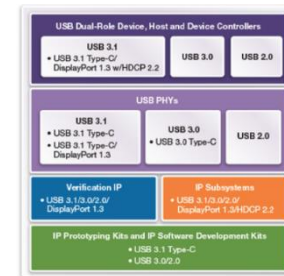 USB Dual-Role Device, Host and Device Controllers
USB 3.1
• USB 3.1 Type-C/
DisplayPort 1.3 w/HDCP 2.2
USB 3.0
USB 2.0
USB PHYs
USB 3.1
• USB 3.1 Type-C
• USB 3.1 Type-C/
DisplayPort 1.3
USB 3.0
• USB 3.0 Type-C
USB 2.0
Verification IP
• USB 3.1/3.0/2.0/
DisplayPort 1.3
IP Subsystems
• USB 3.1/3.0/2.0/
DisplayPort 1.3/HDCP 2.2
IP Prototyping Kits and IP Software Development Kits
• USB 3.1 Type-C
• USB 3.0/2.0